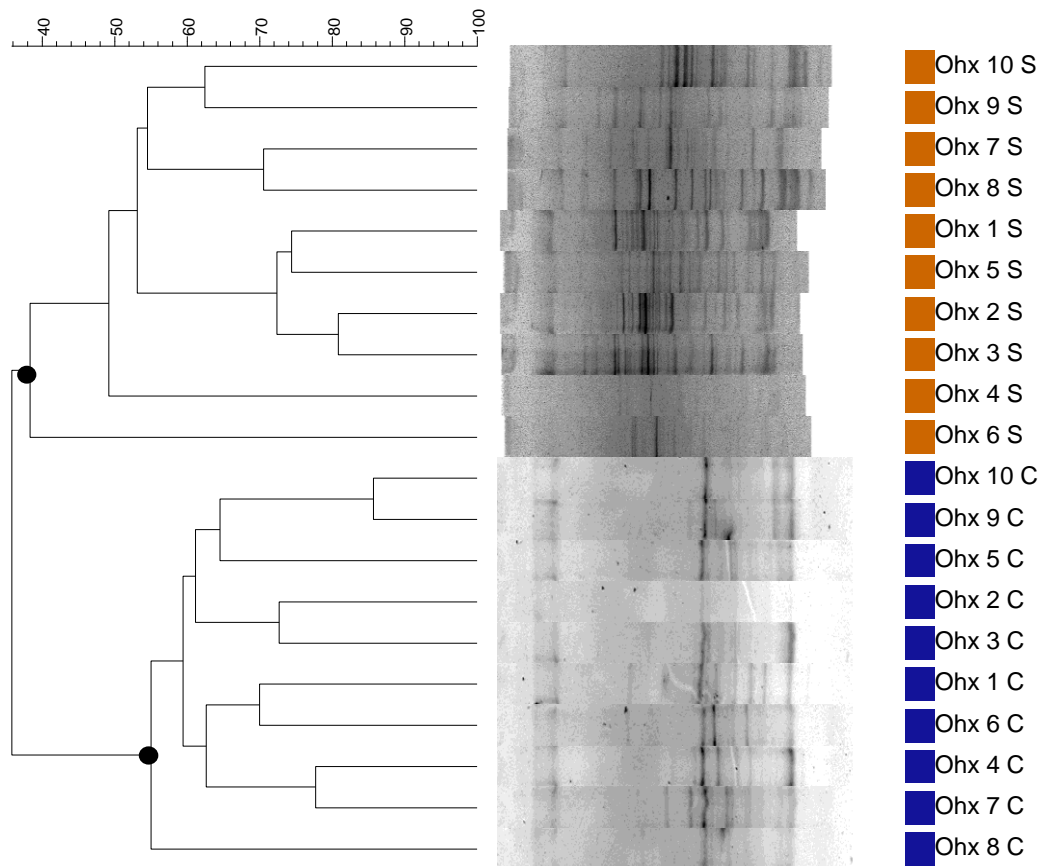 40 50 60 70 80 90 100
Ohx 10 S
Ohx 9 S
Ohx 7 S
Ohx 8 S
Ohx 1 S
Ohx 5 S
Ohx 2 S
Ohx 3 S
Ohx 4 S
Ohx 6 S
Ohx 10 C
Ohx 9 C
Ohx 5 C
Ohx 2 C
Ohx 3 C
Ohx 1 C
Ohx 6 C
Ohx 4 C
Ohx 7 C
Ohx 8 C